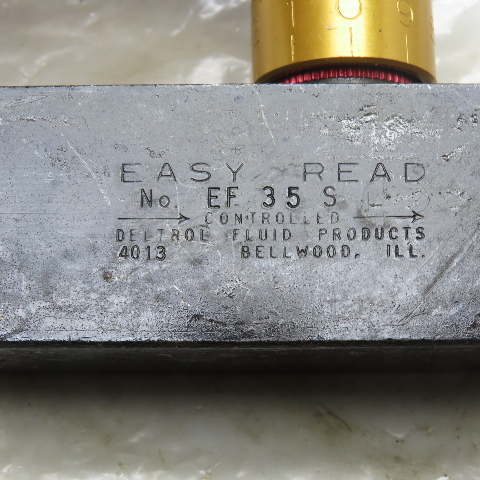 EASY READ
No. EF 35 S
CONTROLLED
DELTROL FLUID PRODUCTS
4013 BELLWOOD, ILL.